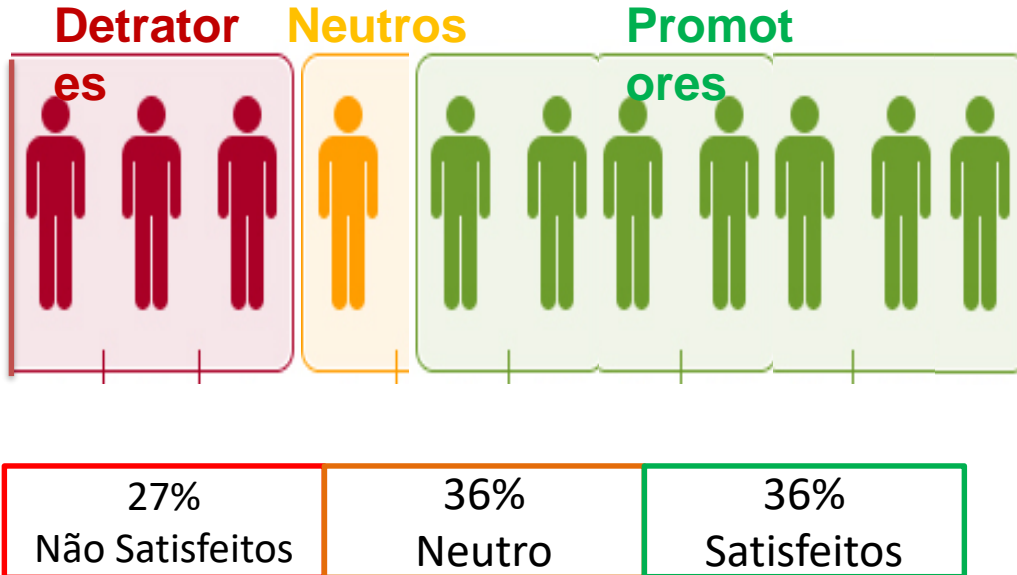 Detrator
es
Neutros
Promot
ores
27%
Não Satisfeitos
36%
Neutro
36%
Satisfeitos